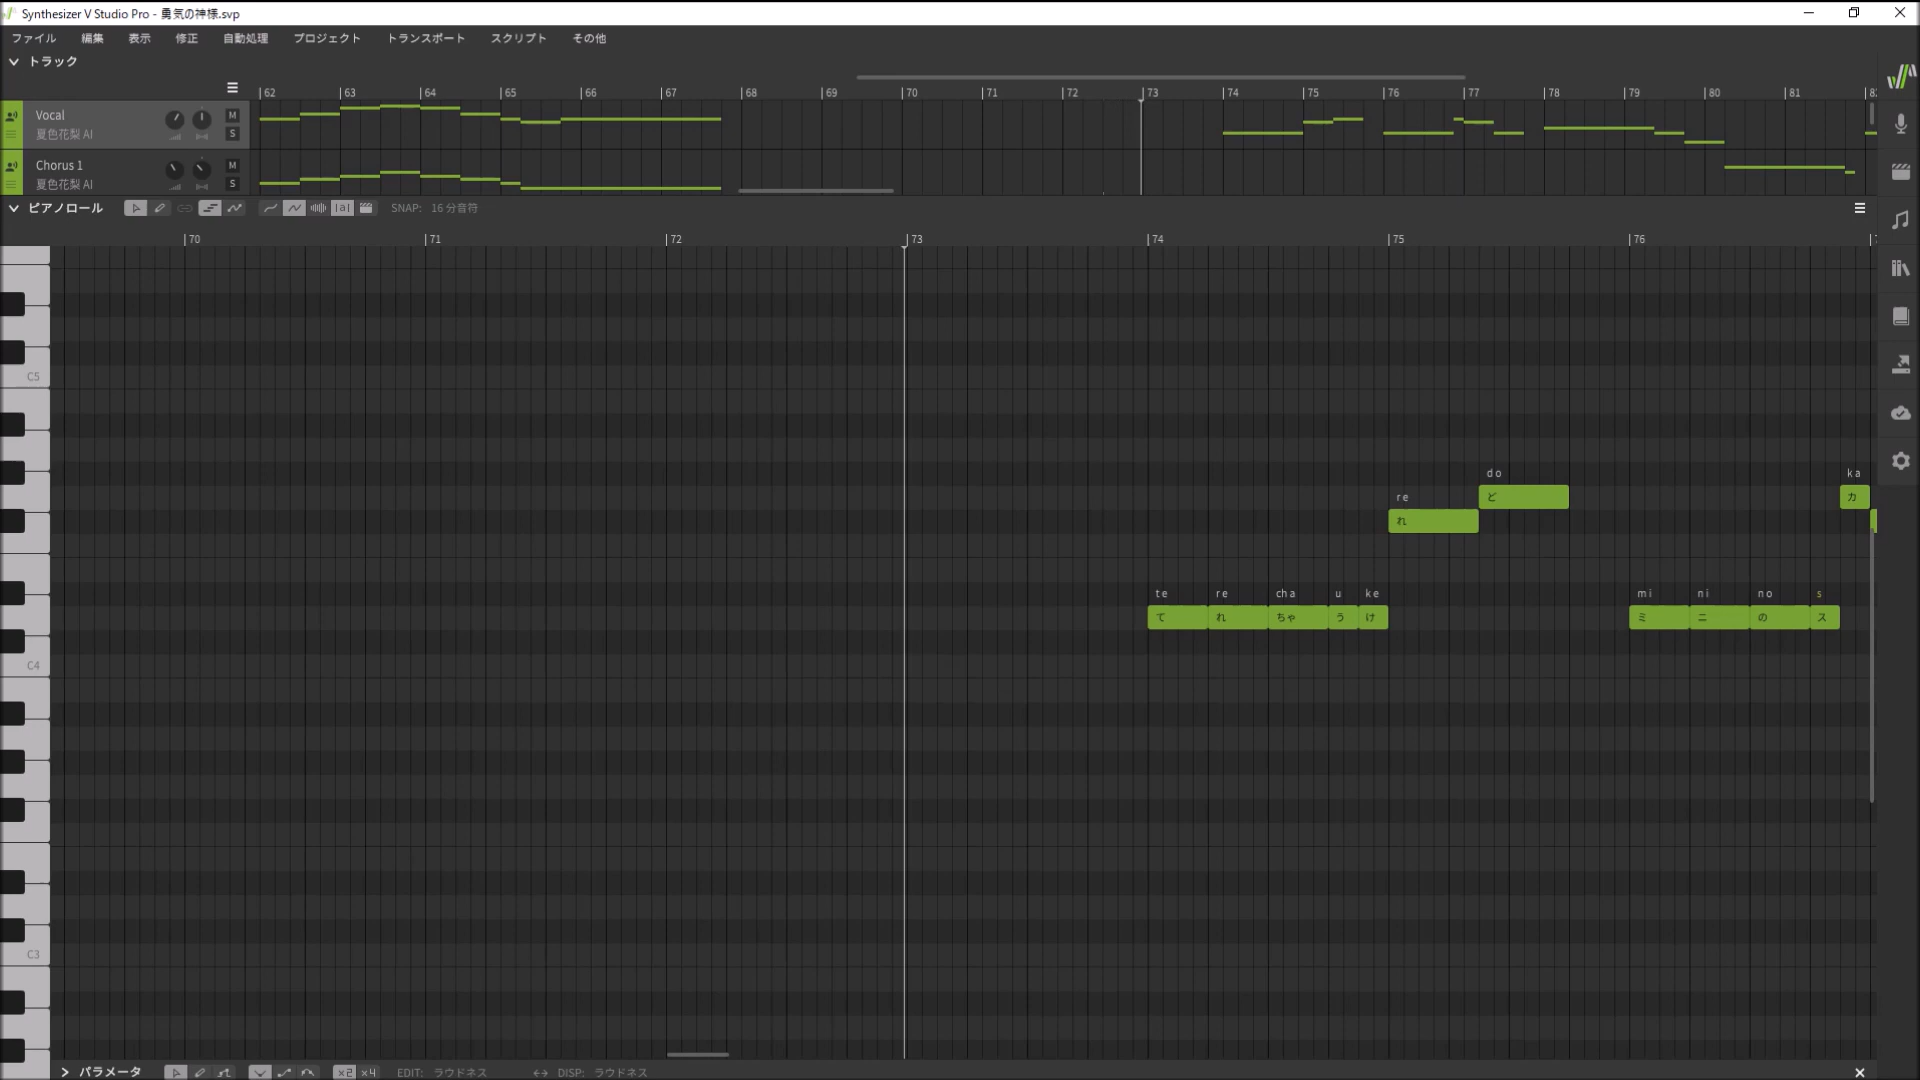 Synthesizer V Studio Pro - 勇気の神様.svp
ファイル 編集 表示 修正 自動処理 プロジェクト トランスポート スクリプト その他
トラック
62 63 64 65 66 67 68 69 70 71 72 73 74 75 76 77 78 79 80 81 82
Vocal M
夏色花梨 AI S
Chorus 1 M
夏色花梨 AI S
ピアノロール SNAP: 16 分音符
70 71 72 73 74 75 76
C5
do ka
re ど カ
れ
te re cha u ke mi ni no s
て れ ちゃ う け ミ ニ の ス
C4
C3
パラメータ x2 x4 EDIT: ラウドネス DISP: ラウドネス